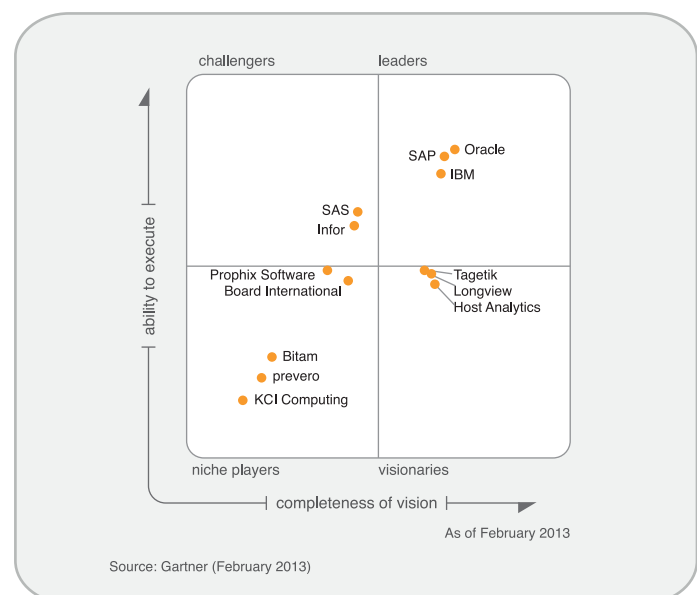 challengers
leaders
Oracle
SAP
IBM
SAS
Infor
Prophix Software
Board International
Tagetik
Longview
Host Analytics
Bitam
prevero
KCI Computing
ability to execute
niche players
visionaries
completeness of vision
As of February 2013
Source: Gartner (February 2013)